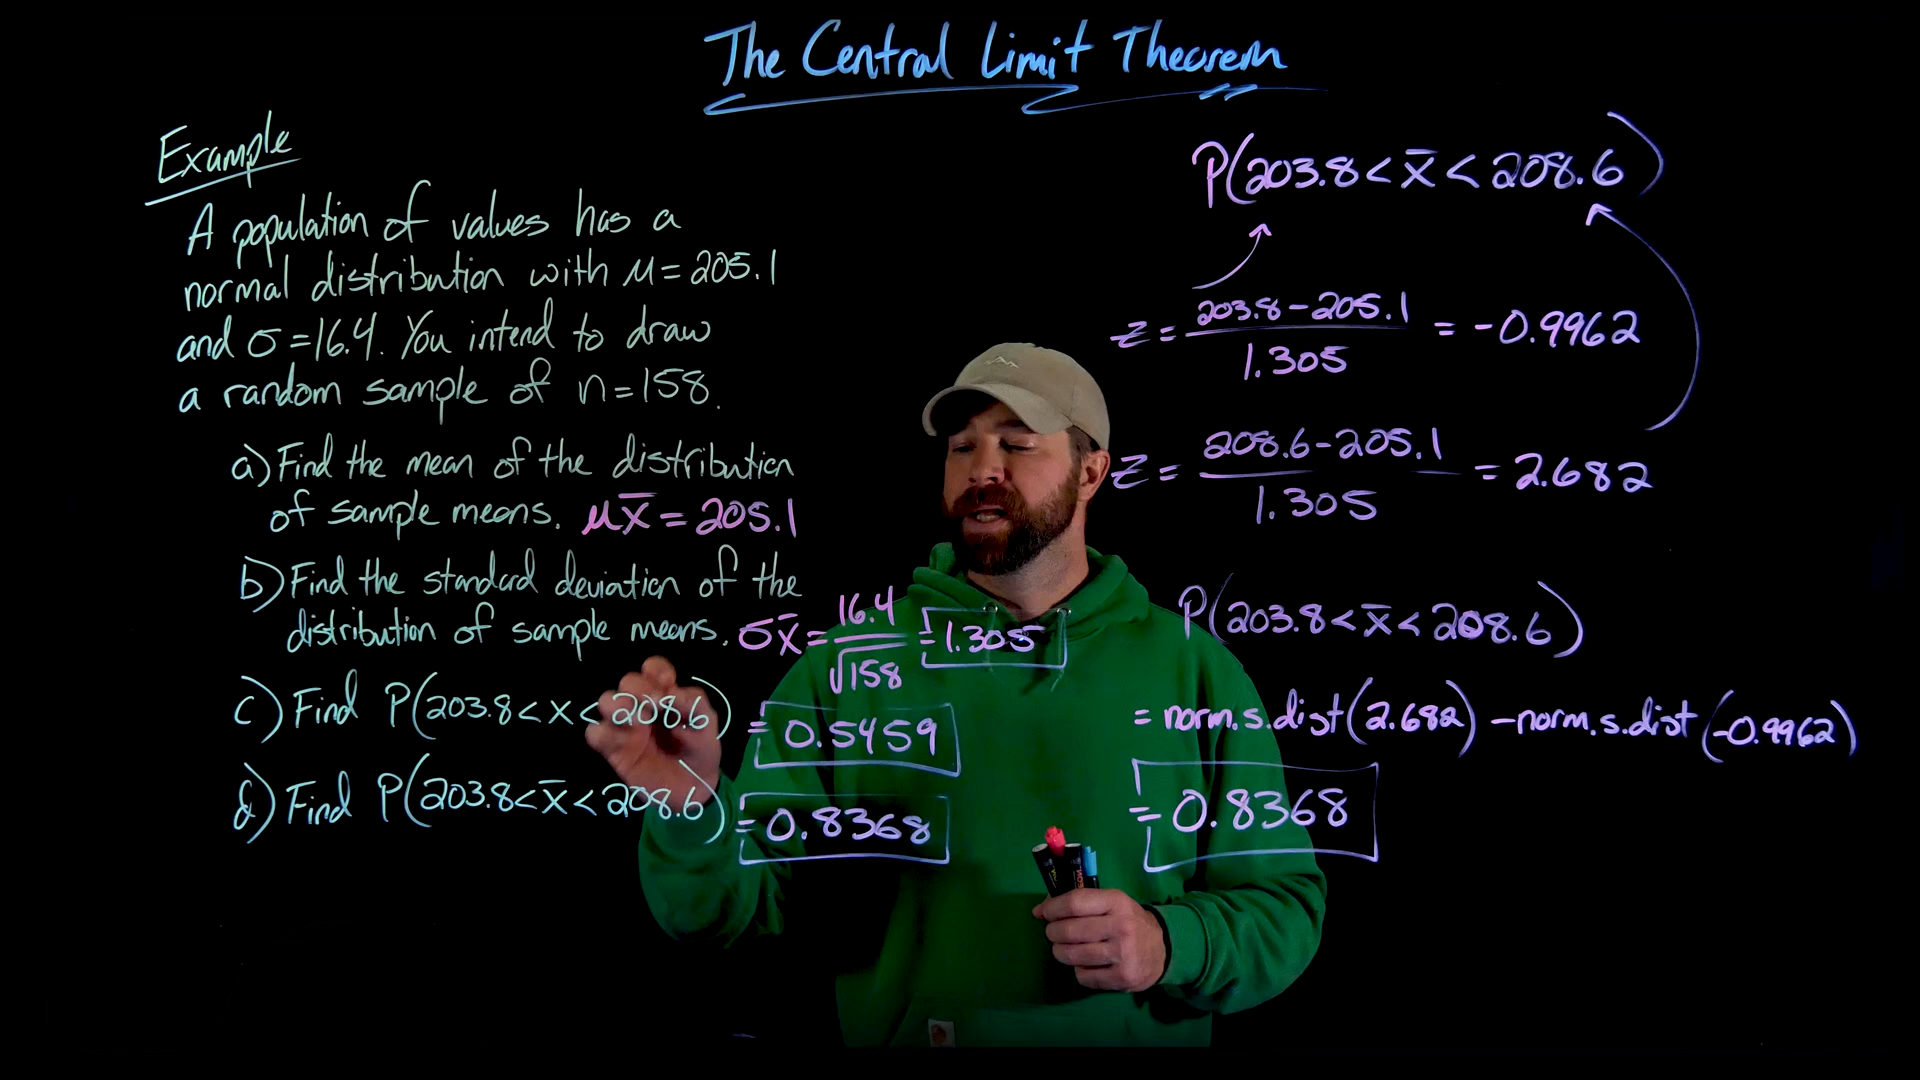 The Central Limit Theorem
Example
A population of values has a
normal distribution with μ=205.1
and σ=16.4. You intend to draw
a random sample of n=158.
a) Find the mean of the distribution
of sample means. μx̄ = 205.1
b) Find the standard deviation of the
distribution of sample means. σx̄ = 16.4/√158 = 1.305
c) Find P(203.8<x<208.6) = 0.5459
d) Find P(203.8<x̄<208.6) = 0.8368
P(203.8<x̄<208.6)
z = 203.8-205.1/1.305 = -0.9962
z = 208.6-205.1/1.305 = 2.682
P(203.8<x̄<208.6)
= norm.s.dist(2.682) - norm.s.dist(-0.9962)
= 0.8368